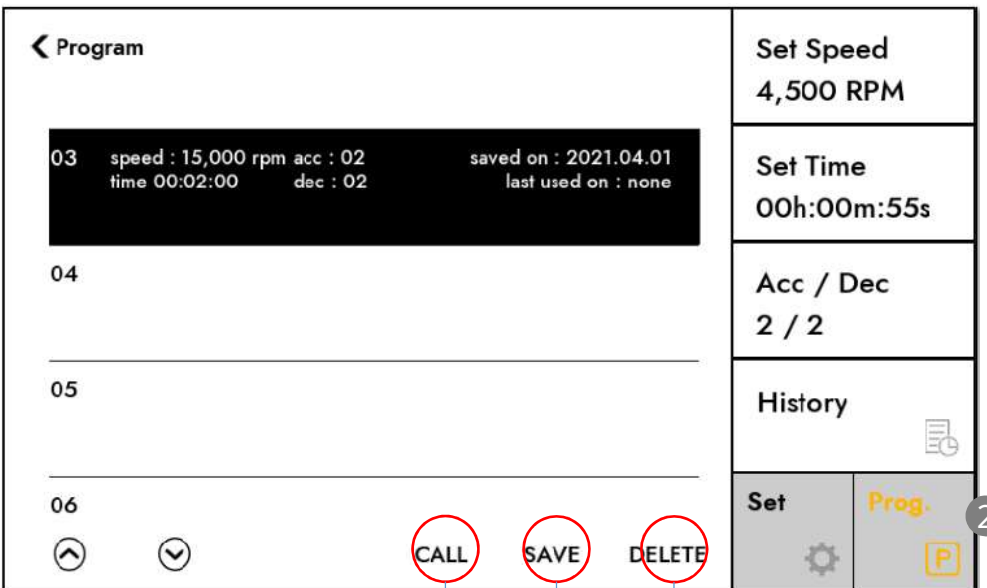 Program
03 speed : 15,000 rpm acc : 02 saved on : 2021.04.01
time 00:02:00 dec : 02 last used on : none
04
05
06
CALL SAVE DELETE
Set Speed
4,500 RPM
Set Time
00h:00m:55s
Acc / Dec
2 / 2
History
Set Prog.
P
2